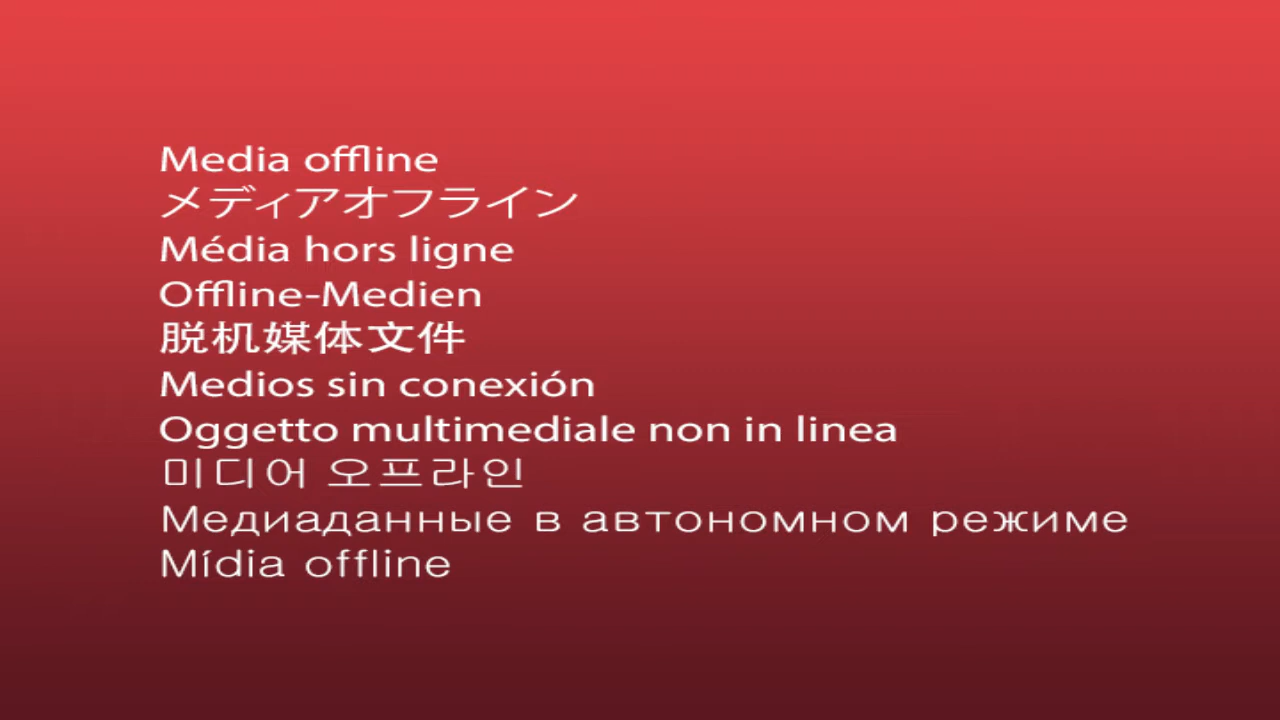 Media offline
メディアオフライン
Média hors ligne
Offline-Medien
脱机媒体文件
Medios sin conexión
Oggetto multimediale non in linea
미디어 오프라인
Медиаданные в автономном режиме
Mídia offline